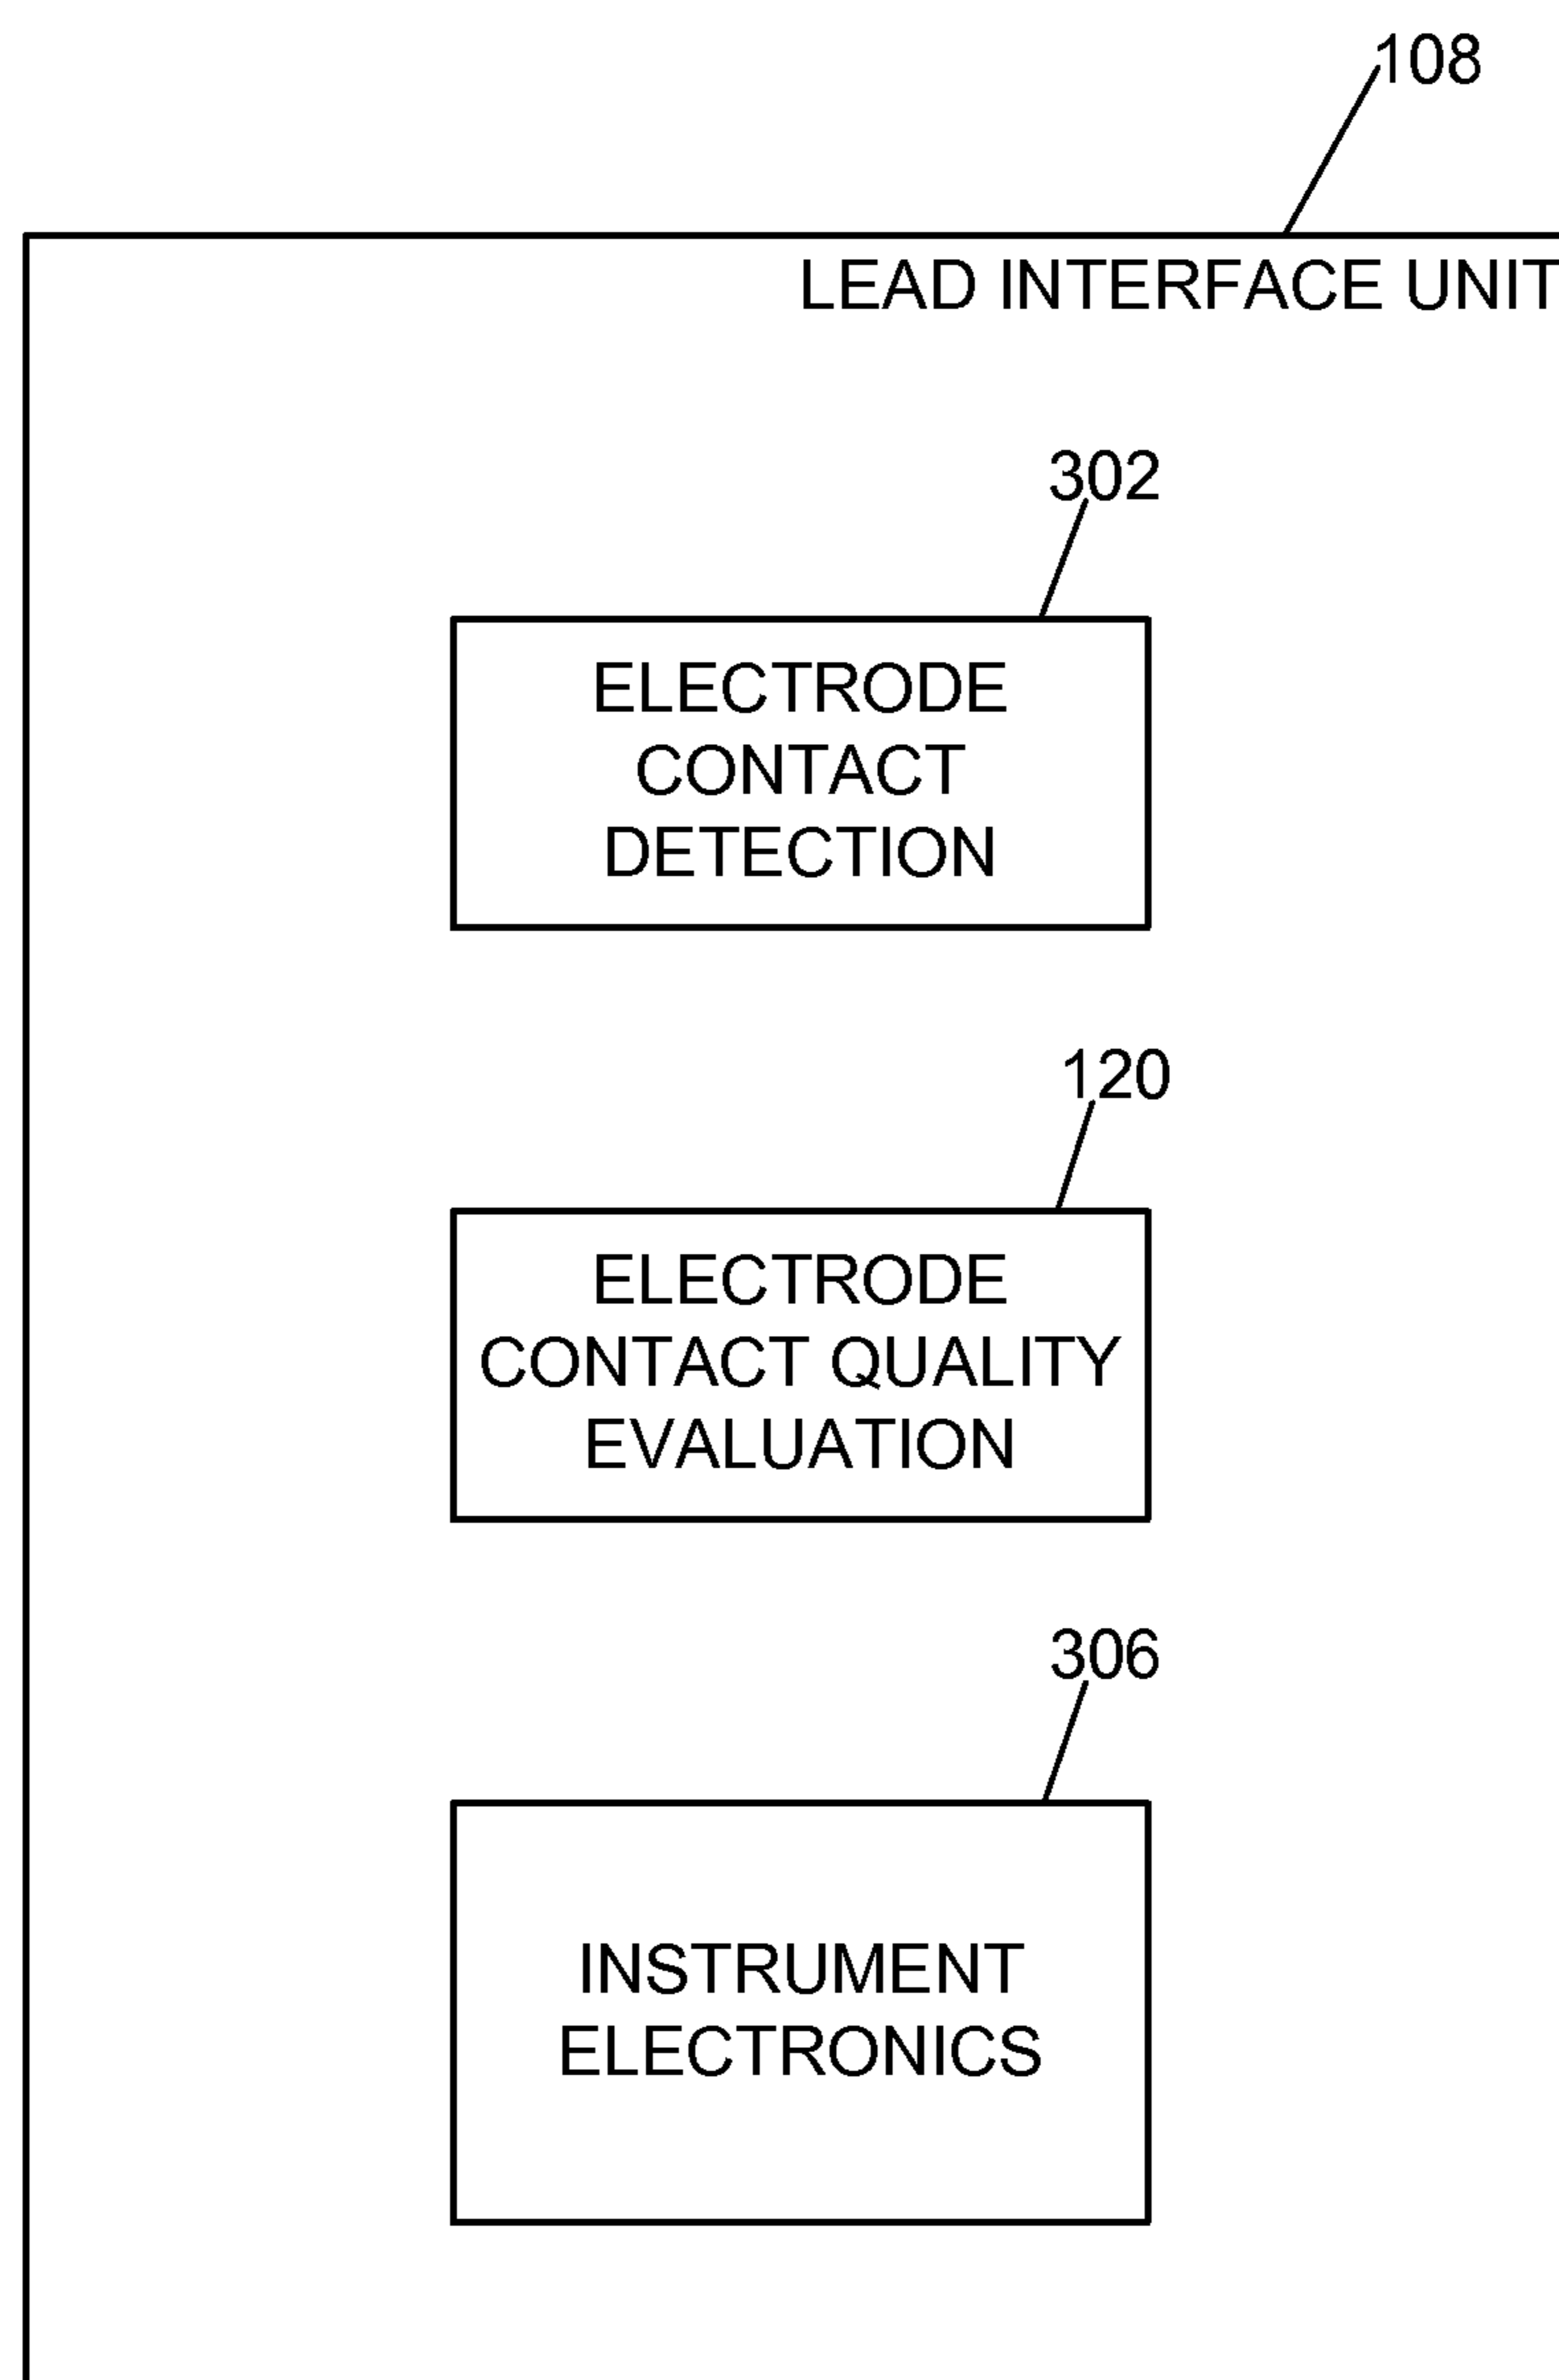 108
LEAD INTERFACE UNIT
302
ELECTRODE
CONTACT
DETECTION
120
ELECTRODE
CONTACT QUALITY
EVALUATION
306
INSTRUMENT
ELECTRONICS